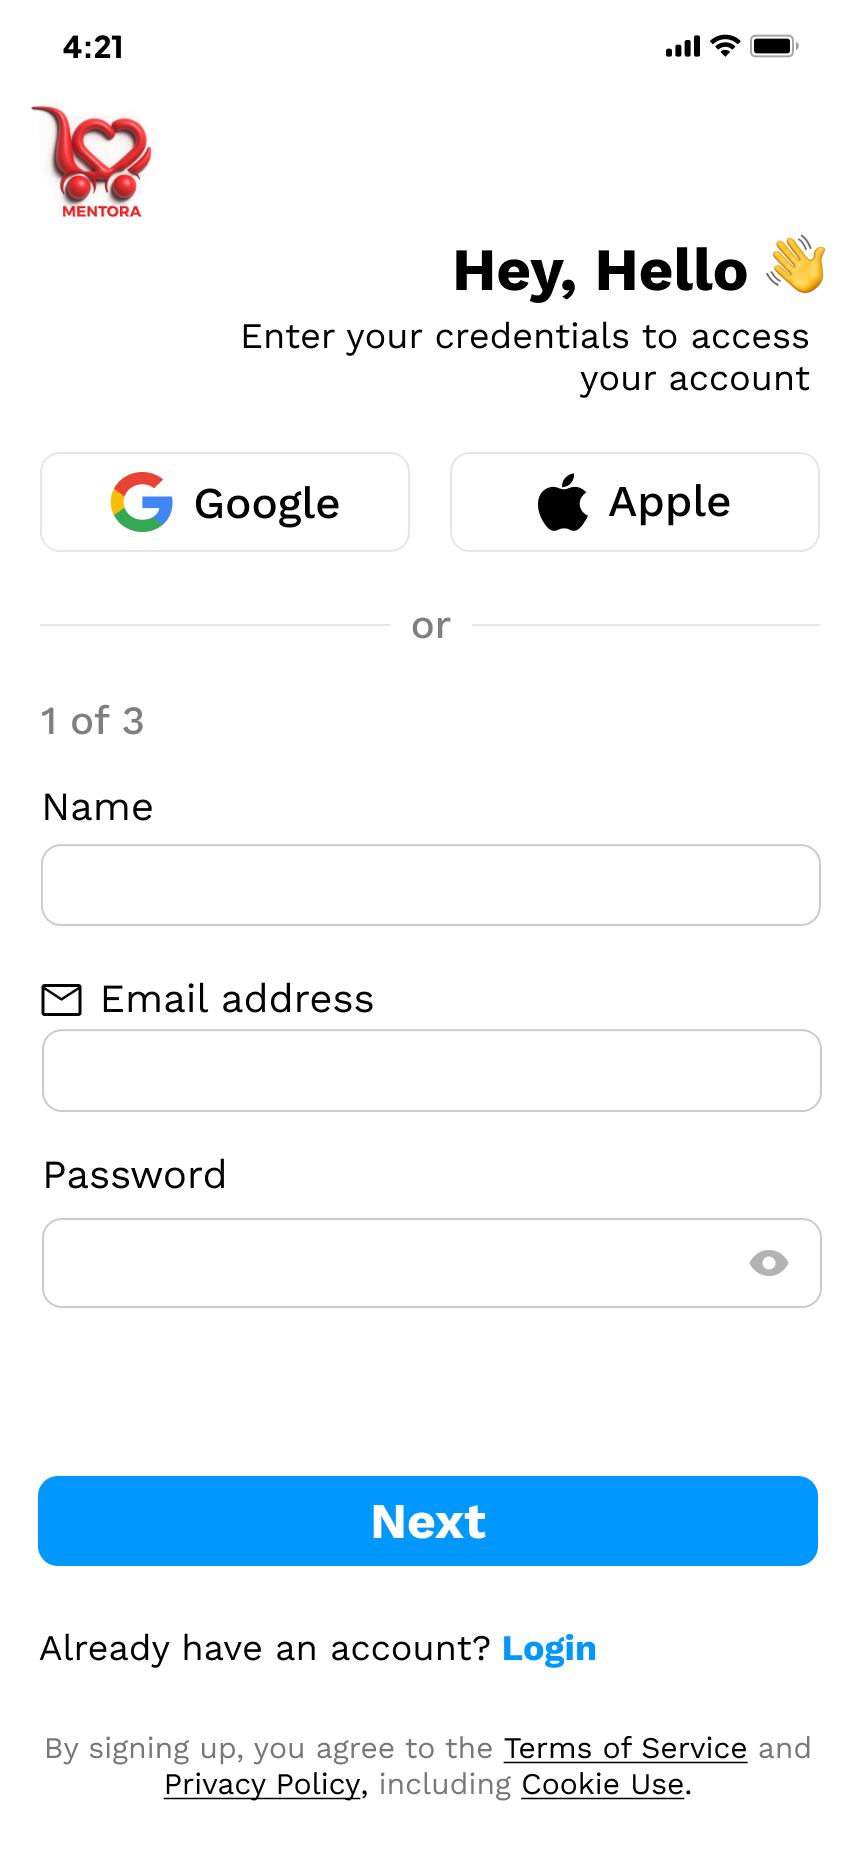 4:21
MENTORA
Hey, Hello 👋
Enter your credentials to access
your account
Google
Apple
or
1 of 3
Name
Email address
Password
Next
Already have an account? Login
By signing up, you agree to the Terms of Service and
Privacy Policy, including Cookie Use.